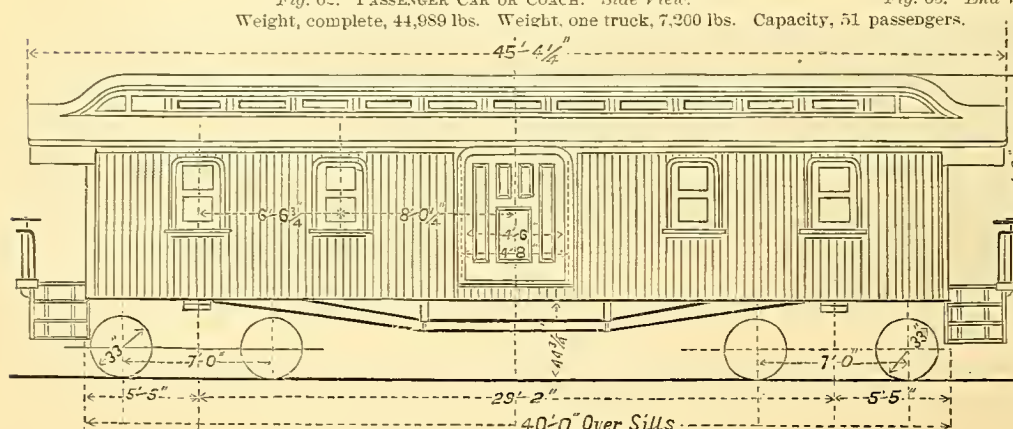 Fig. 62. PASSENGER CAR OR COACH. Side View.
Weight, complete, 44,989 lbs. Weight, one truck, 7,200 lbs. Capacity, 51 passengers.
45'-4¼"
6'-6¾" 8'-0¼"
4-6
4-8
33" 7'-0" 44¾" 7'-0" 33"
5'-5" 29'-2" 5'-5"
40'-0" Over Sills